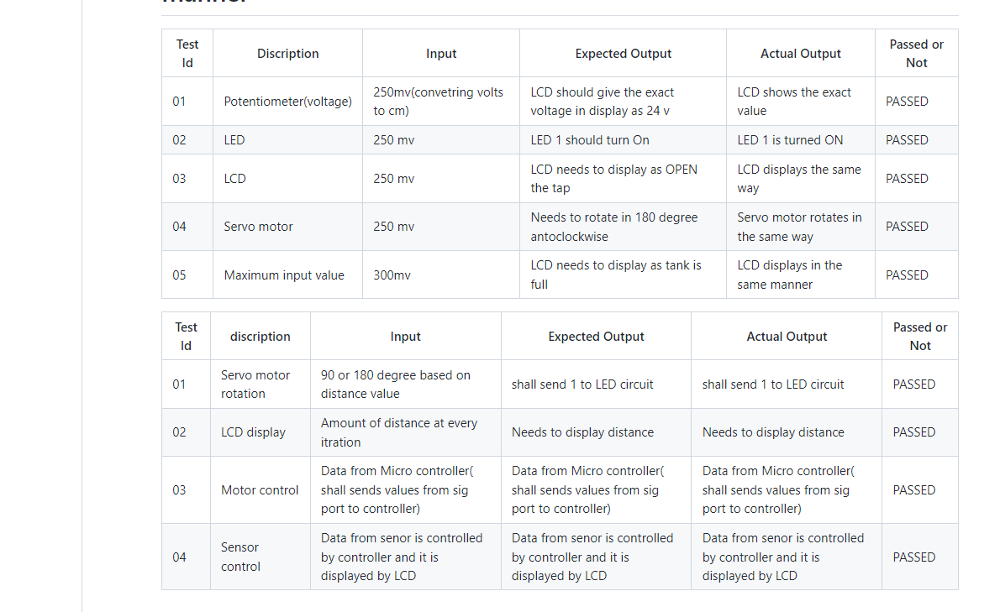 manner
Test Id Discription Input Expected Output Actual Output Passed or Not
01 Potentiometer(voltage) 250mv(convetring volts to cm) LCD should give the exact voltage in display as 24 v LCD shows the exact value PASSED
02 LED 250 mv LED 1 should turn On LED 1 is turned ON PASSED
03 LCD 250 mv LCD needs to display as OPEN the tap LCD displays the same way PASSED
04 Servo motor 250 mv Needs to rotate in 180 degree antoclockwise Servo motor rotates in the same way PASSED
05 Maximum input value 300mv LCD needs to display as tank is full LCD displays in the same manner PASSED
Test Id discription Input Expected Output Actual Output Passed or Not
01 Servo motor rotation 90 or 180 degree based on distance value shall send 1 to LED circuit shall send 1 to LED circuit PASSED
02 LCD display Amount of distance at every itration Needs to display distance Needs to display distance PASSED
03 Motor control Data from Micro controller( shall sends values from sig port to controller) Data from Micro controller( shall sends values from sig port to controller) Data from Micro controller( shall sends values from sig port to controller) PASSED
04 Sensor control Data from senor is controlled by controller and it is displayed by LCD Data from senor is controlled by controller and it is displayed by LCD Data from senor is controlled by controller and it is displayed by LCD PASSED